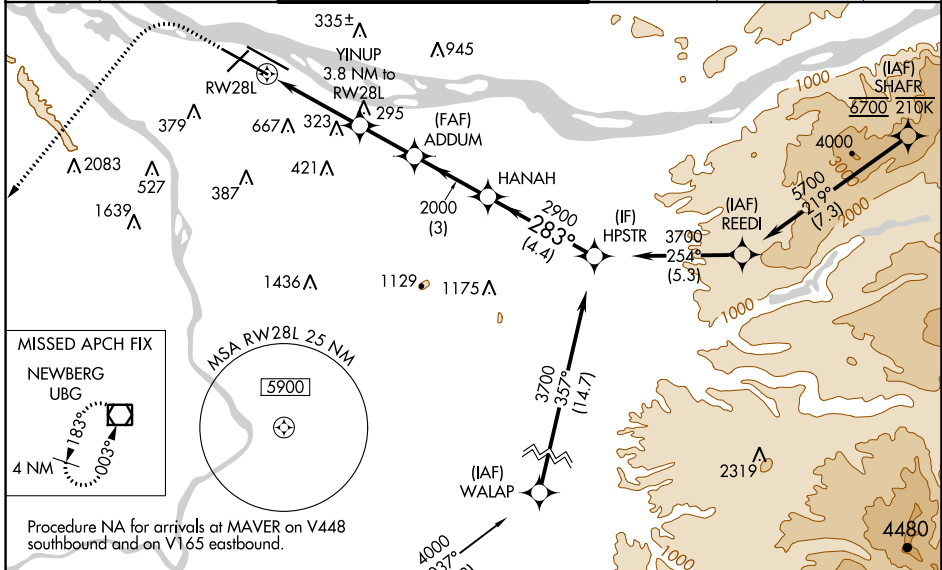 335±
945
YINUP
3.8 NM to
RW28L
RW28L
295
379
667
323
(FAF)
ADDUM
421
2083
527
387
1639
HANAH
2000
(3)
2900
283°
(4.4)
(IF)
HPSTR
3700
254°
(5.3)
(IAF)
REEDI
1000
(IAF)
SHAFR
6700 210K
4000
3000
5700
219°
(7.3)
2000
1000
1436
1129
1175
MISSED APCH FIX
NEWBERG
UBG
183°
003°
4 NM
MSA RW28L 25 NM
5900
3700
357°
(14.7)
(IAF)
WALAP
2319
4480
1000
4000
Procedure NA for arrivals at MAVER on V448
southbound and on V165 eastbound.